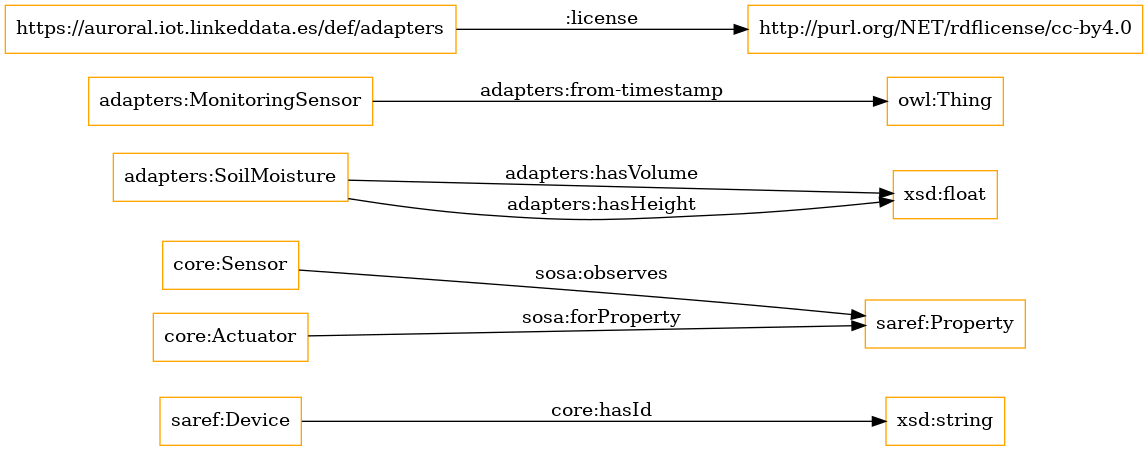 https://auroral.iot.linkeddata.es/def/adapters :license http://purl.org/NET/rdflicense/cc-by4.0
adapters:MonitoringSensor adapters:from-timestamp owl:Thing
adapters:SoilMoisture adapters:hasVolume xsd:float
adapters:hasHeight
core:Sensor sosa:observes
core:Actuator sosa:forProperty saref:Property
saref:Device core:hasId xsd:string